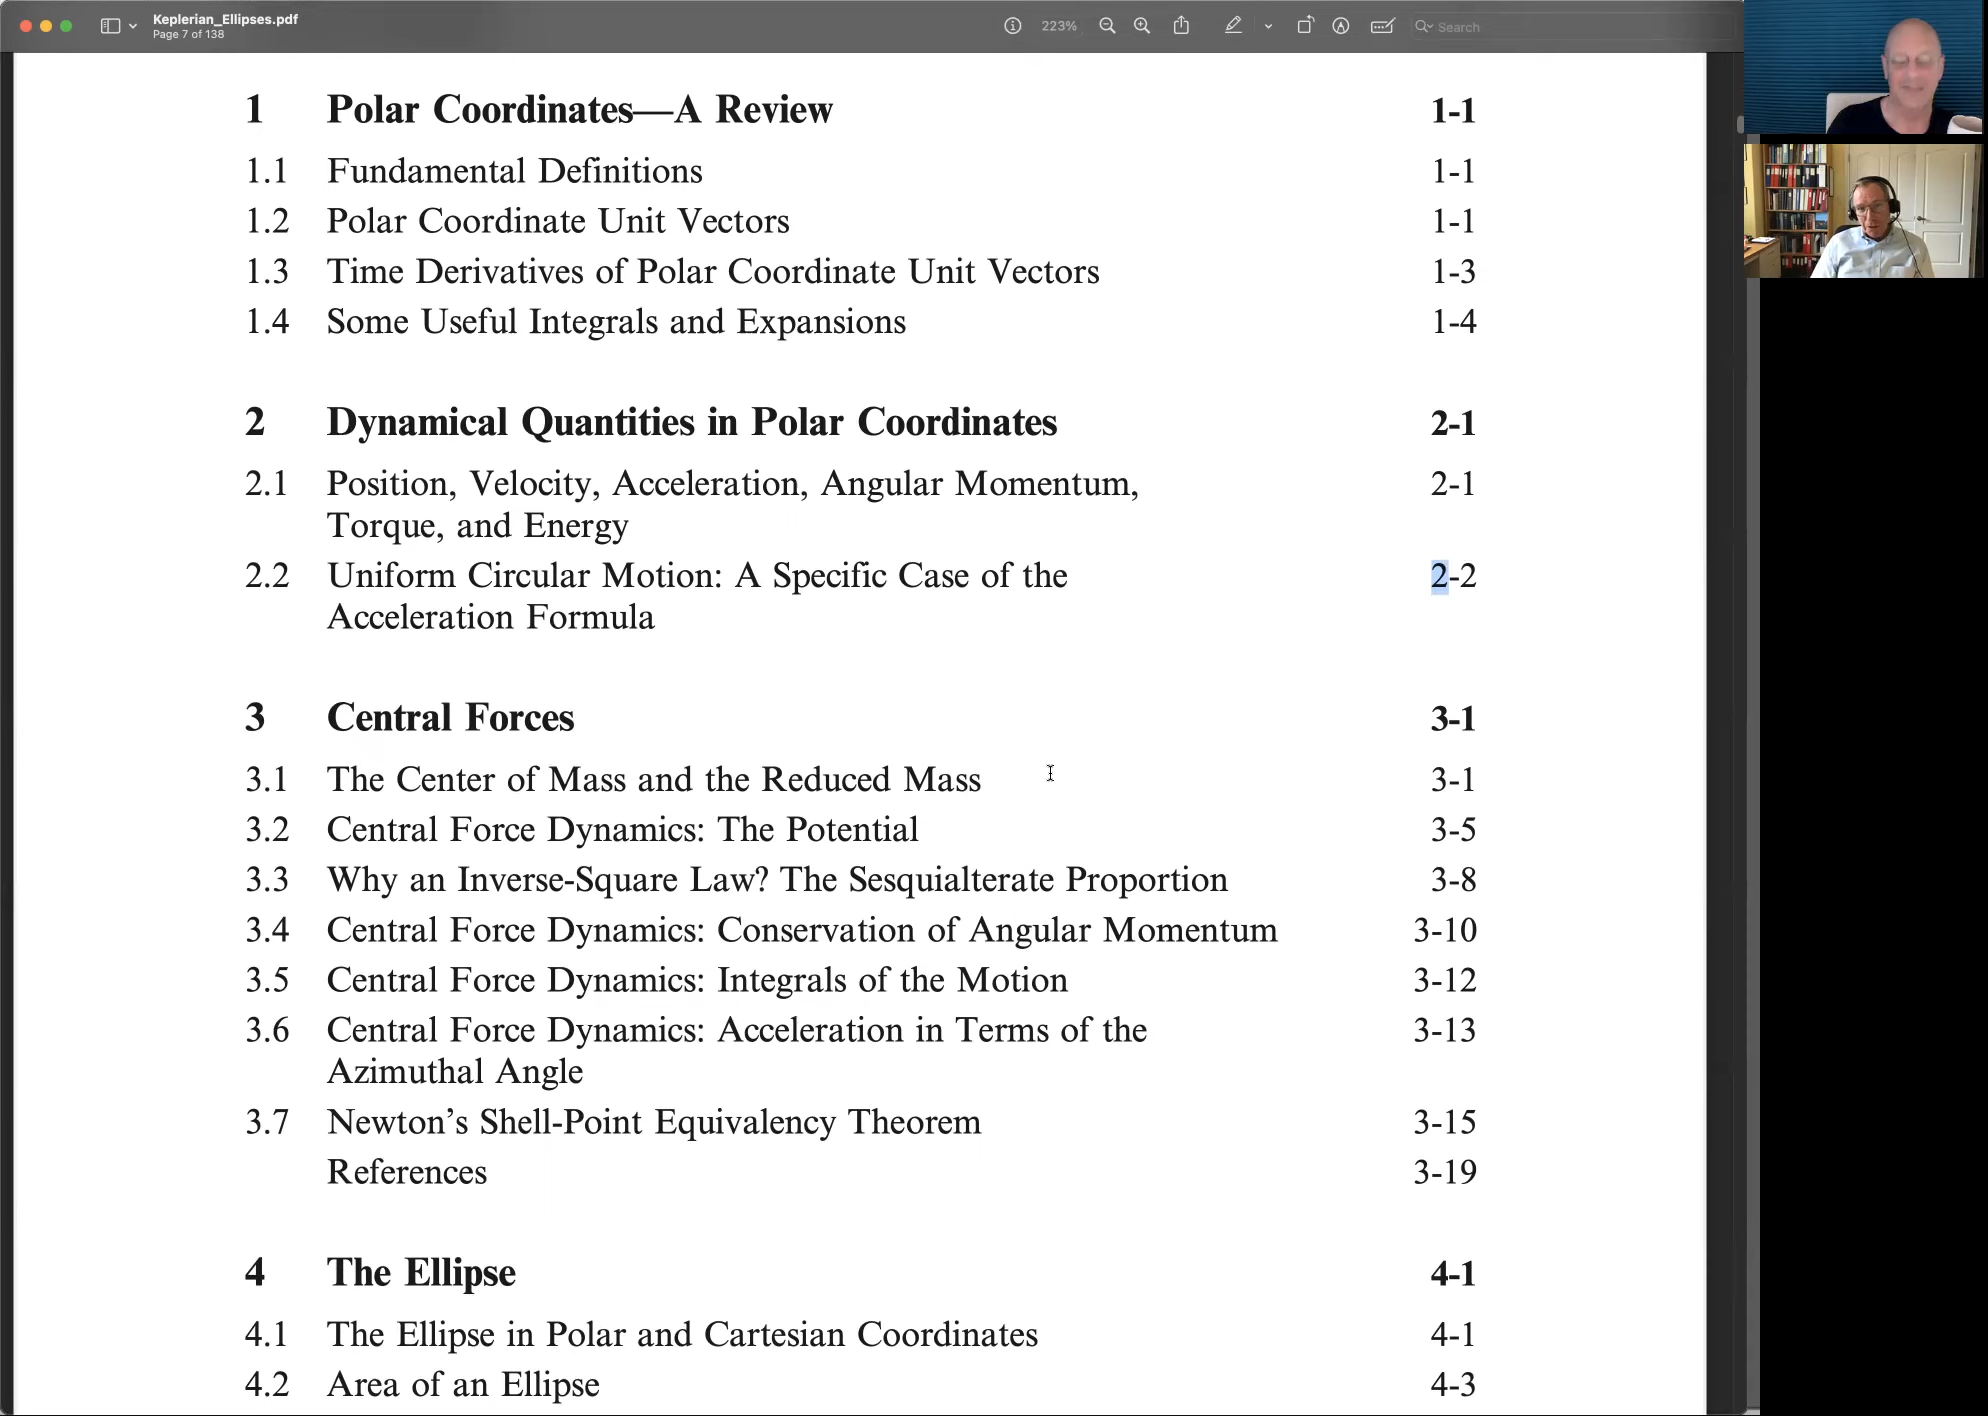 Keplerian_Ellipses.pdf
Page 7 of 138
223%
Search
1 Polar Coordinates—A Review 1-1
1.1 Fundamental Definitions 1-1
1.2 Polar Coordinate Unit Vectors 1-1
1.3 Time Derivatives of Polar Coordinate Unit Vectors 1-3
1.4 Some Useful Integrals and Expansions 1-4
2 Dynamical Quantities in Polar Coordinates 2-1
2.1 Position, Velocity, Acceleration, Angular Momentum, 2-1
Torque, and Energy
2.2 Uniform Circular Motion: A Specific Case of the 2-2
Acceleration Formula
3 Central Forces 3-1
3.1 The Center of Mass and the Reduced Mass 3-1
3.2 Central Force Dynamics: The Potential 3-5
3.3 Why an Inverse-Square Law? The Sesquialterate Proportion 3-8
3.4 Central Force Dynamics: Conservation of Angular Momentum 3-10
3.5 Central Force Dynamics: Integrals of the Motion 3-12
3.6 Central Force Dynamics: Acceleration in Terms of the 3-13
Azimuthal Angle
3.7 Newton's Shell-Point Equivalency Theorem 3-15
References 3-19
4 The Ellipse 4-1
4.1 The Ellipse in Polar and Cartesian Coordinates 4-1
4.2 Area of an Ellipse 4-3